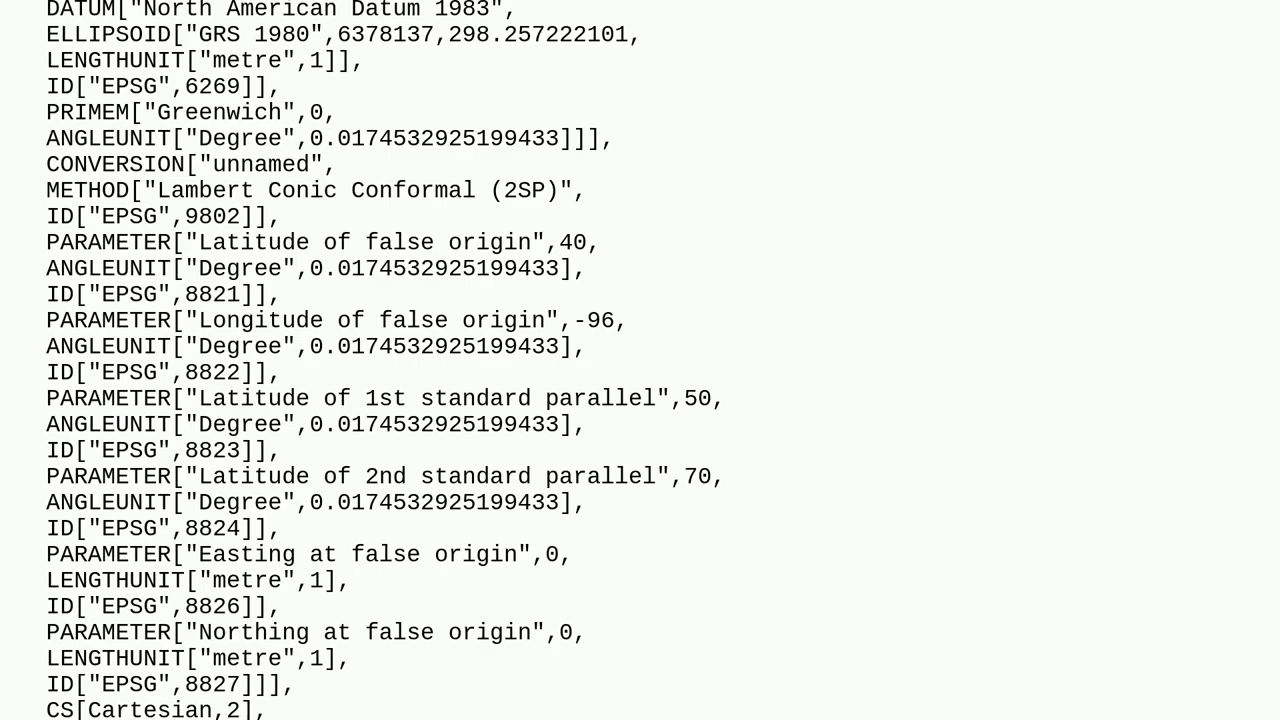 DATUM["North American Datum 1983",
ELLIPSOID["GRS 1980",6378137,298.257222101,
LENGTHUNIT["metre",1]],
ID["EPSG",6269]],
PRIMEM["Greenwich",0,
ANGLEUNIT["Degree",0.0174532925199433]]],
CONVERSION["unnamed",
METHOD["Lambert Conic Conformal (2SP)",
ID["EPSG",9802]],
PARAMETER["Latitude of false origin",40,
ANGLEUNIT["Degree",0.0174532925199433],
ID["EPSG",8821]],
PARAMETER["Longitude of false origin",-96,
ANGLEUNIT["Degree",0.0174532925199433],
ID["EPSG",8822]],
PARAMETER["Latitude of 1st standard parallel",50,
ANGLEUNIT["Degree",0.0174532925199433],
ID["EPSG",8823]],
PARAMETER["Latitude of 2nd standard parallel",70,
ANGLEUNIT["Degree",0.0174532925199433],
ID["EPSG",8824]],
PARAMETER["Easting at false origin",0,
LENGTHUNIT["metre",1],
ID["EPSG",8826]],
PARAMETER["Northing at false origin",0,
LENGTHUNIT["metre",1],
ID["EPSG",8827]]],
CS[Cartesian,2],